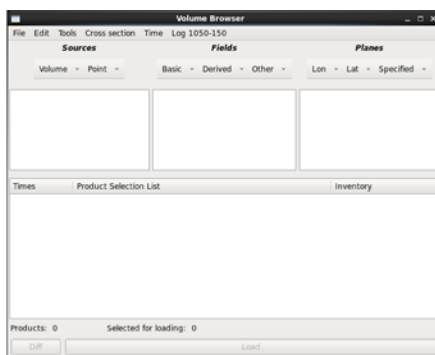 Volume Browser
File Edit Tools Cross section Time Log 1050-150
Sources Fields Planes
Volume Point Basic Derived Other Lon Lat Specified
Times Product Selection List Inventory
Products: 0 Selected for loading: 0
Diff Load